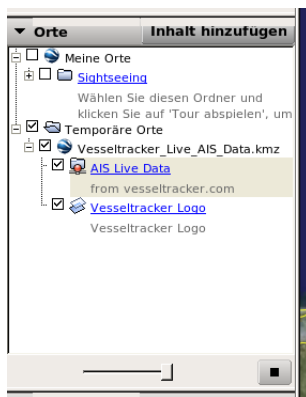 Orte Inhalt hinzufügen
Meine Orte
Sightseeing
Wählen Sie diesen Ordner und
klicken Sie auf 'Tour abspielen', um
Temporäre Orte
Vesseltracker_Live_AIS_Data.kmz
AIS Live Data
from vesseltracker.com
Vesseltracker Logo
Vesseltracker Logo